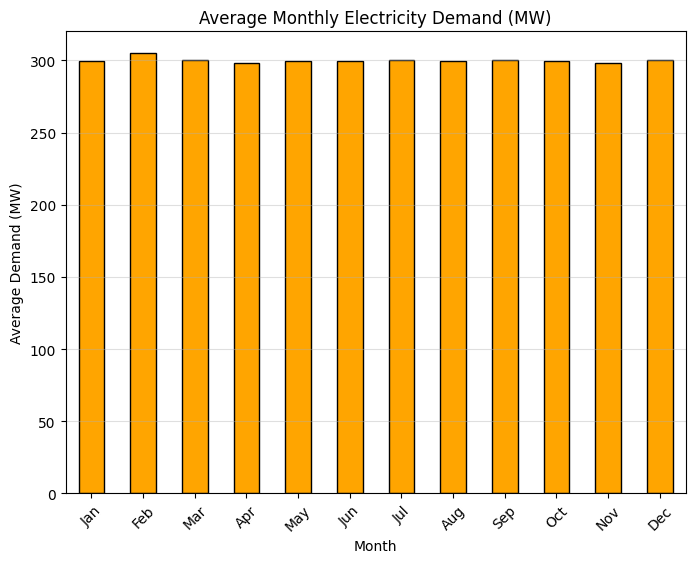 Average Monthly Electricity Demand (MW)
Average Demand (MW)
300
250
200
150
100
50
0
Jan
Feb
Mar
Apr
May
Jun
Jul
Aug
Sep
Oct
Nov
Dec
Month